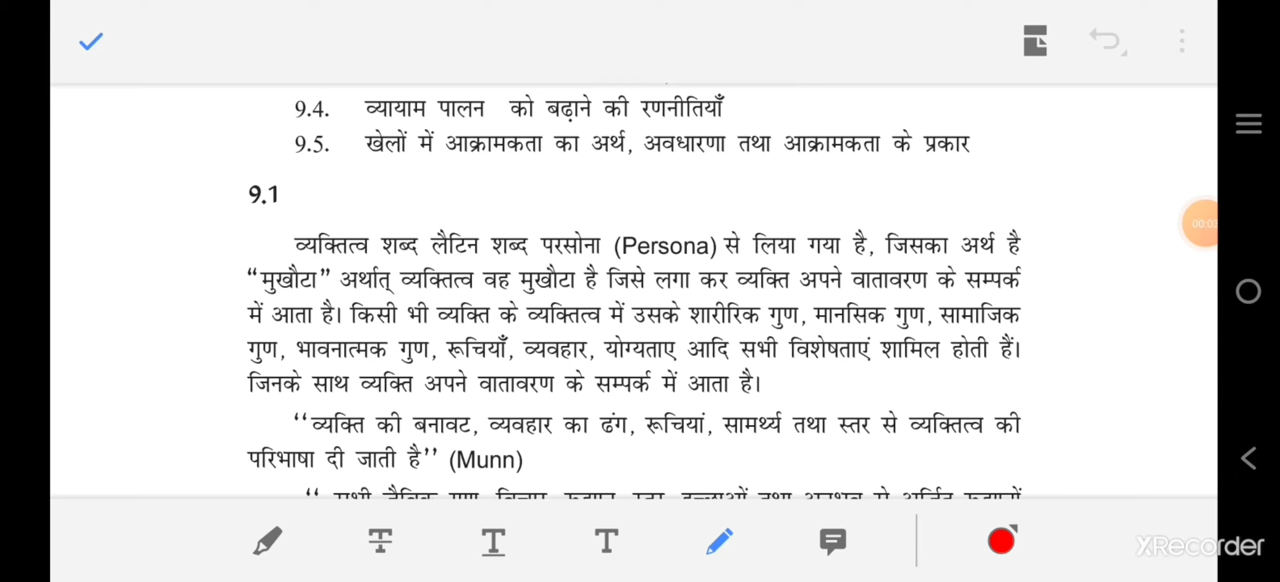 9.4. व्यायाम पालन को बढ़ाने की रणनीतियाँ
9.5. खेलों में आक्रामकता का अर्थ, अवधारणा तथा आक्रामकता के प्रकार
9.1
व्यक्तित्व शब्द लैटिन शब्द परसोना (Persona) से लिया गया है, जिसका अर्थ है
00:03
“मुखौटा” अर्थात् व्यक्तित्व वह मुखौटा है जिसे लगा कर व्यक्ति अपने वातावरण के सम्पर्क
में आता है। किसी भी व्यक्ति के व्यक्तित्व में उसके शारीरिक गुण, मानसिक गुण, सामाजिक
गुण, भावनात्मक गुण, रूचियाँ, व्यवहार, योग्यताए आदि सभी विशेषताएं शामिल होती हैं।
जिनके साथ व्यक्ति अपने वातावरण के सम्पर्क में आता है।
‘‘व्यक्ति की बनावट, व्यवहार का ढंग, रूचियां, सामर्थ्य तथा स्तर से व्यक्तित्व की
परिभाषा दी जाती है’’ (Munn)
T T T
XRecorder